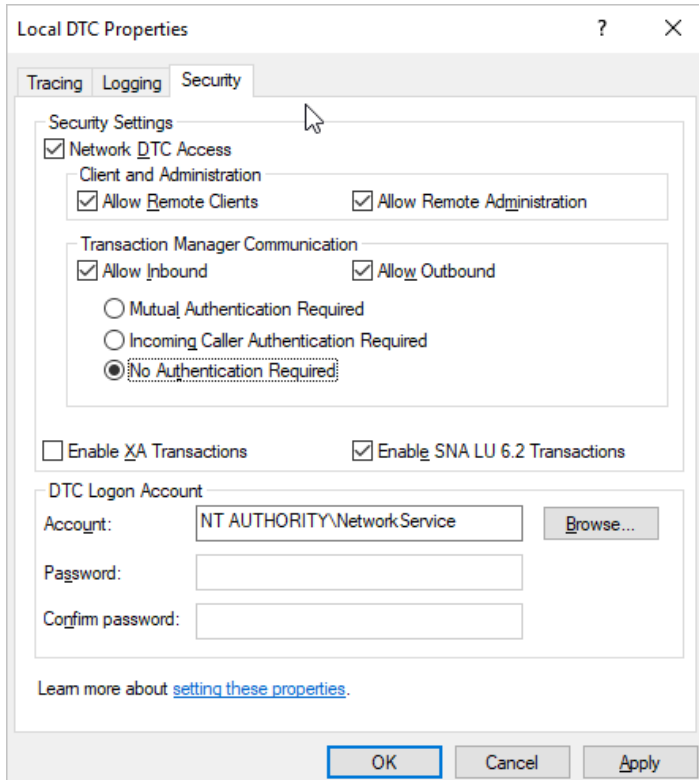 Local DTC Properties ?
Tracing Logging Security
Security Settings
Network DTC Access
Client and Administration
Allow Remote Clients Allow Remote Administration
Transaction Manager Communication
Allow Inbound Allow Outbound
Mutual Authentication Required
Incoming Caller Authentication Required
No Authentication Required
Enable XA Transactions Enable SNA LU 6.2 Transactions
DTC Logon Account
Account: NT AUTHORITY\NetworkService Browse...
Password:
Confirm password:
Learn more about setting these properties.
OK Cancel Apply